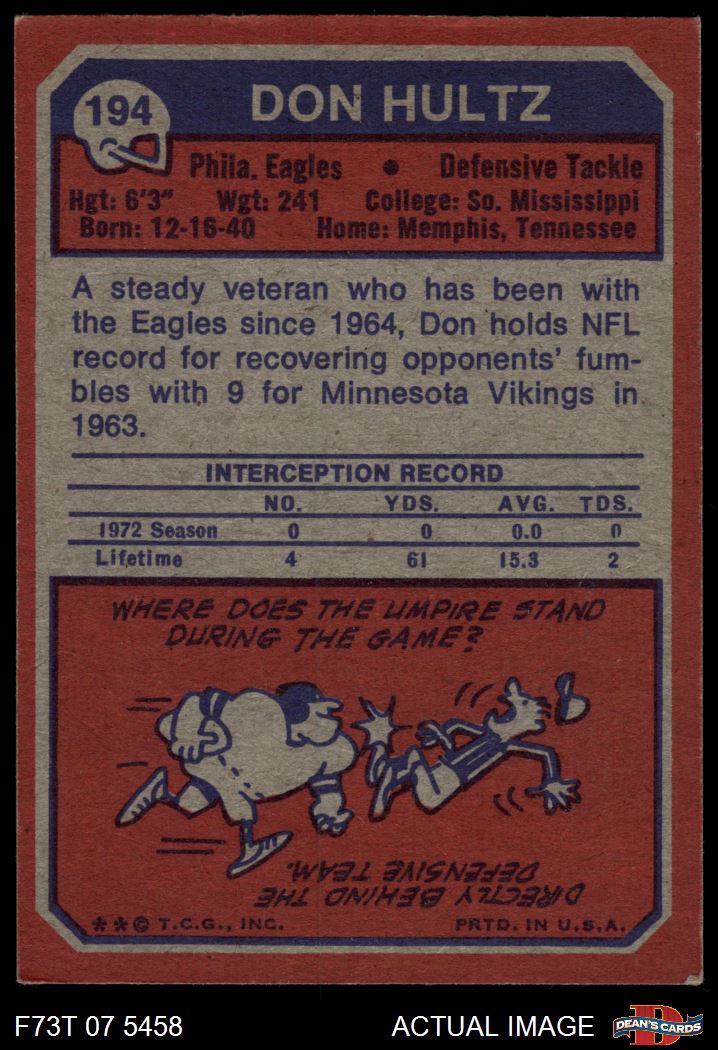 194
DON HULTZ
Phila. Eagles • Defensive Tackle
Hgt: 6'3" Wgt: 241 College: So. Mississippi
Born: 12-16-40 Home: Memphis, Tennessee
A steady veteran who has been with
the Eagles since 1964, Don holds NFL
record for recovering opponents' fum-
bles with 9 for Minnesota Vikings in
1963.
INTERCEPTION RECORD
NO. YDS. AVG. TDS.
1972 Season 0 0 0.0 0
Lifetime 4 61 15.3 2
WHERE DOES THE UMPIRE STAND
DURING THE GAME?
DIRECTLY BEHIND THE
DEFENSIVE TEAM.
**© T.C.G., INC. PRTD. IN U.S.A.
F73T 07 5458 ACTUAL IMAGE D DEAN'S CARDS